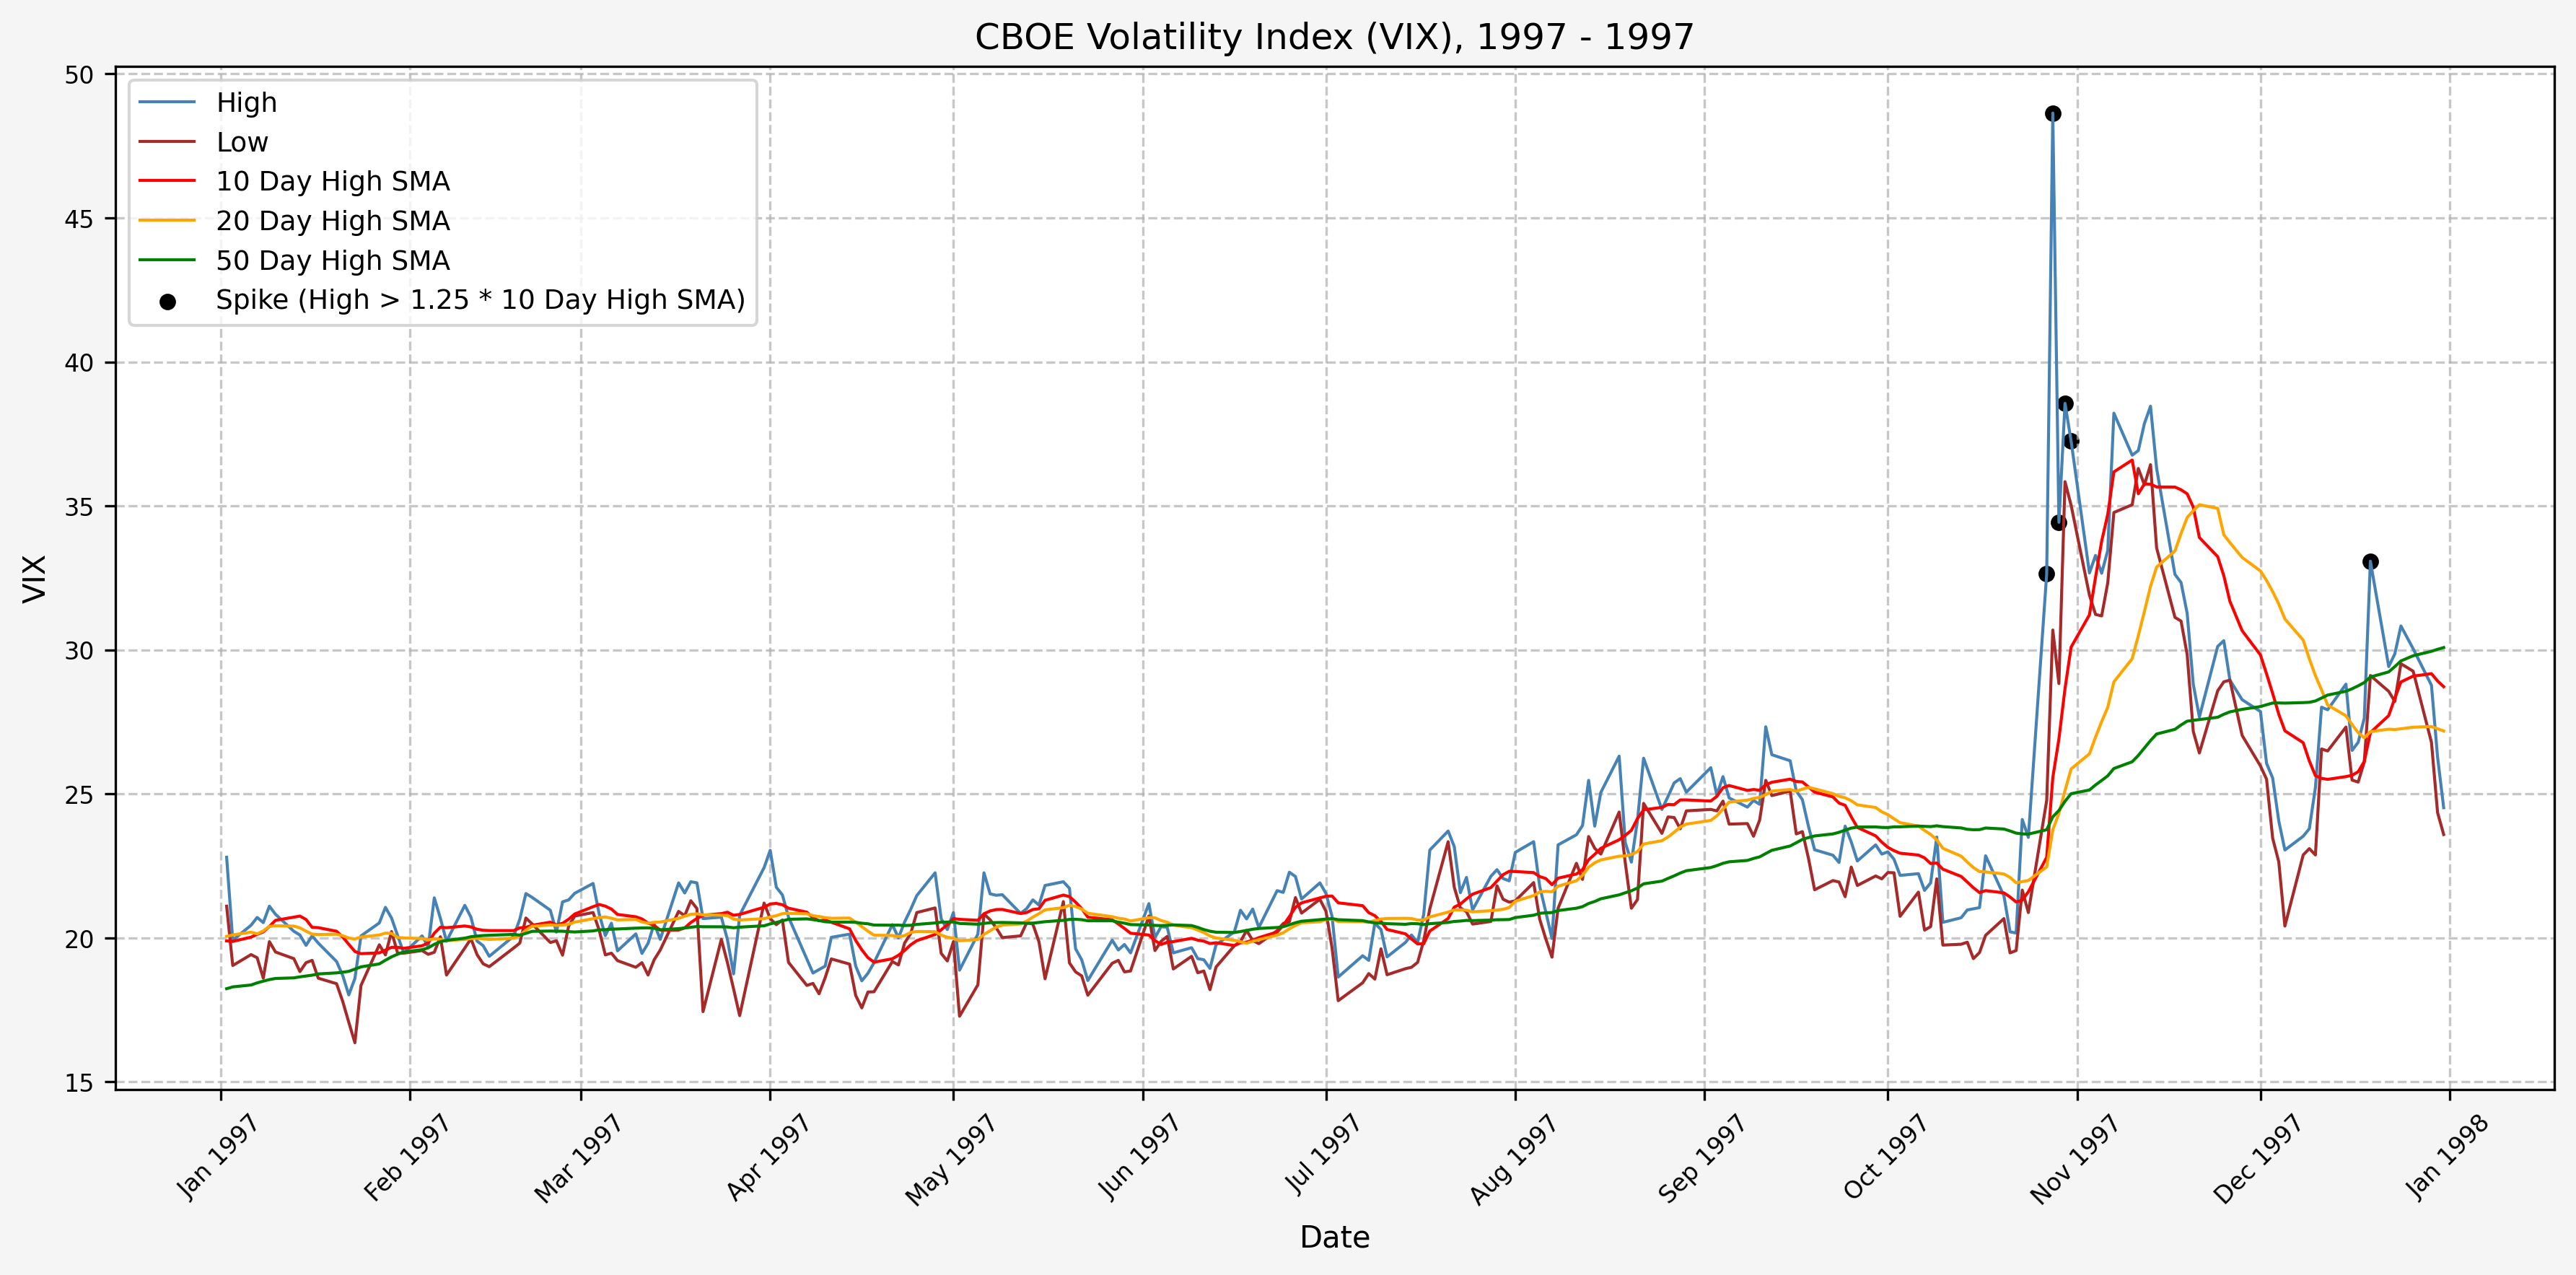 CBOE Volatility Index (VIX), 1997 - 1997
High
Low
10 Day High SMA
20 Day High SMA
50 Day High SMA
Spike (High > 1.25 * 10 Day High SMA)
VIX
50
45
40
35
30
25
20
15
Jan 1997
Feb 1997
Mar 1997
Apr 1997
May 1997
Jun 1997
Jul 1997
Aug 1997
Sep 1997
Oct 1997
Nov 1997
Dec 1997
Jan 1998
Date